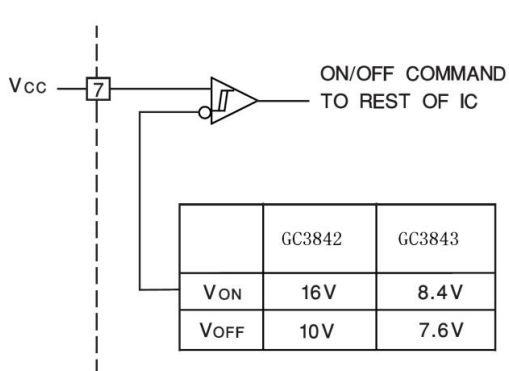 Vcc 7
ON/OFF COMMAND
TO REST OF IC
GC3842 GC3843
VON 16V 8.4V
VOFF 10V 7.6V